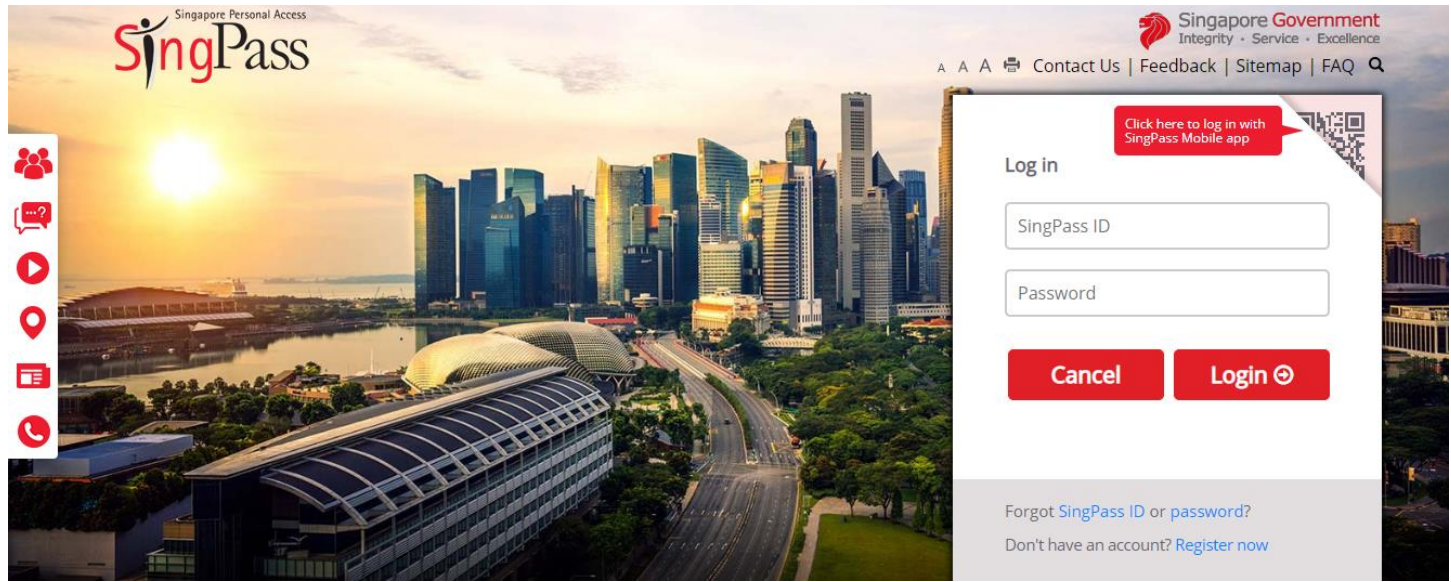 Singapore Personal Access
SingPass
Singapore Government
Integrity · Service · Excellence
A A A Contact Us | Feedback | Sitemap | FAQ
Click here to log in with
SingPass Mobile app
Log in
SingPass ID
Password
Cancel
Login
Forgot SingPass ID or password?
Don't have an account? Register now